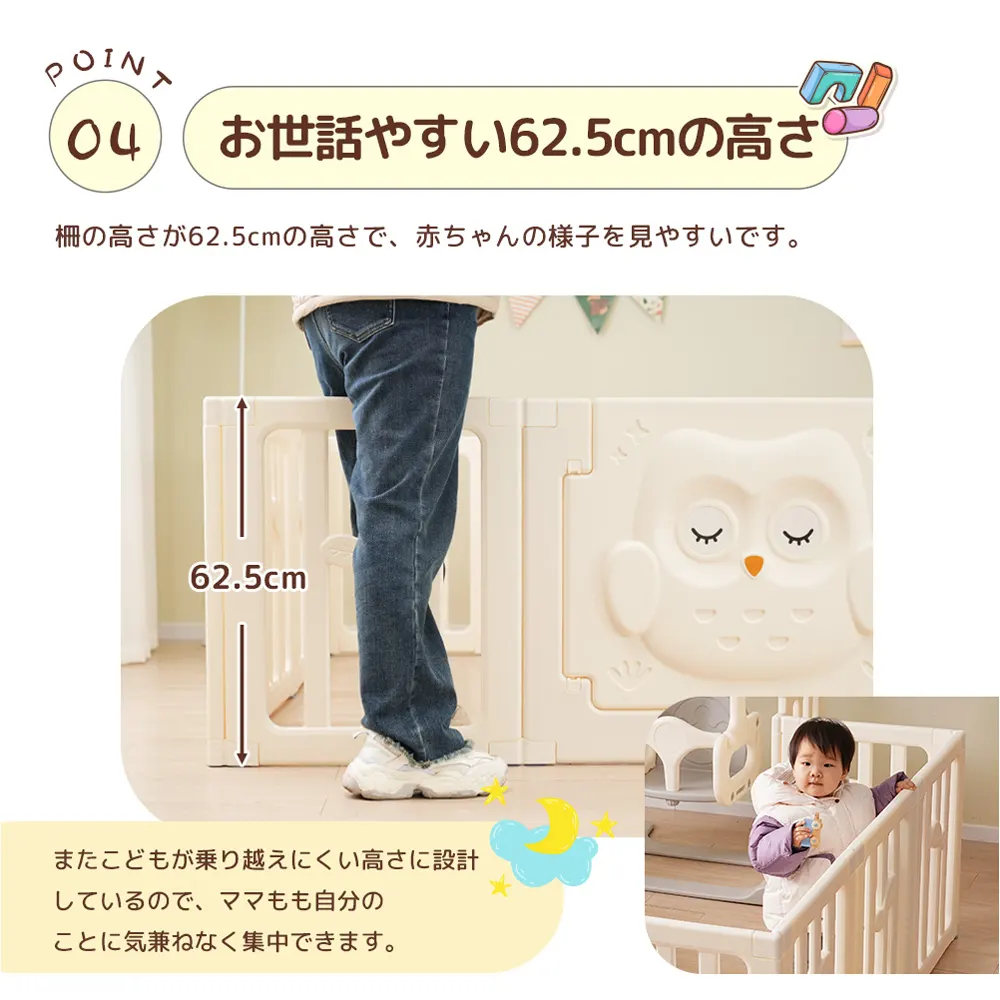 POINT
04
お世話やすい62.5cmの高さ
柵の高さが62.5cmの高さで、赤ちゃんの様子を見やすいです。
62.5cm
またこどもが乗り越えにくい高さに設計
しているので、ママもも自分の
ことに気兼ねなく集中できます。